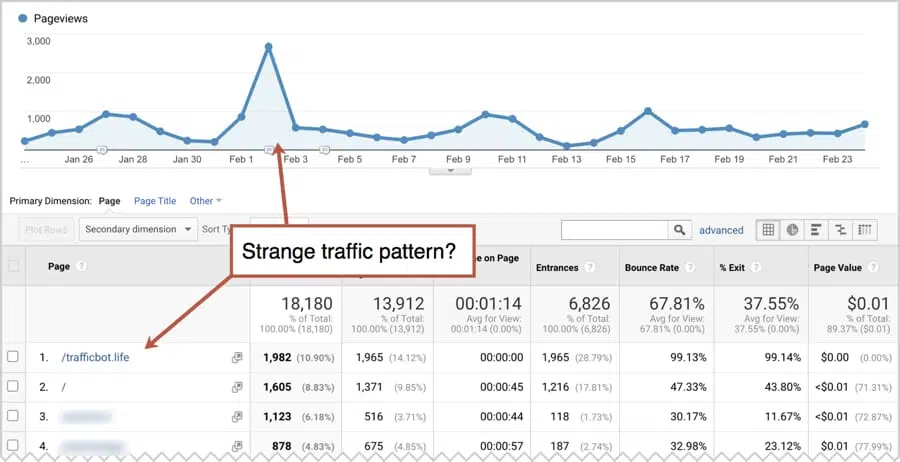 Pageviews
3,000
2,000
1,000
...
Jan 26
Jan 28
Jan 30
Feb 1
Feb 3
Feb 5
Feb 7
Feb 9
Feb 11
Feb 13
Feb 15
Feb 17
Feb 19
Feb 21
Feb 23
Primary Dimension: Page Page Title Other
Plot Rows Secondary dimension Sort Ty advanced
Strange traffic pattern?
Page ? e on Page Entrances ? Bounce Rate ? % Exit ? Page Value ?
18,180 13,912 00:01:14 6,826 67.81% 37.55% $0.01
% of Total: % of Total: Avg for View: % of Total: Avg for View: Avg for View: % of Total:
100.00% (18,180) 100.00% (13,912) 00:01:14 (0.00%) 100.00% (6,826) 67.81% (0.00%) 37.55% (0.00%) 89.37% ($0.01)
1. /trafficbot.life 1,982 (10.90%) 1,965 (14.12%) 00:00:00 1,965 (28.79%) 99.13% 99.14% $0.00 (0.00%)
2. / 1,605 (8.83%) 1,371 (9.85%) 00:00:45 1,216 (17.81%) 47.33% 43.80% <$0.01 (71.31%)
3. 1,123 (6.18%) 516 (3.71%) 00:00:44 118 (1.73%) 30.17% 11.67% <$0.01 (72.87%)
4. 878 (4.83%) 675 (4.85%) 00:00:57 187 (2.74%) 32.98% 23.12% <$0.01 (77.99%)